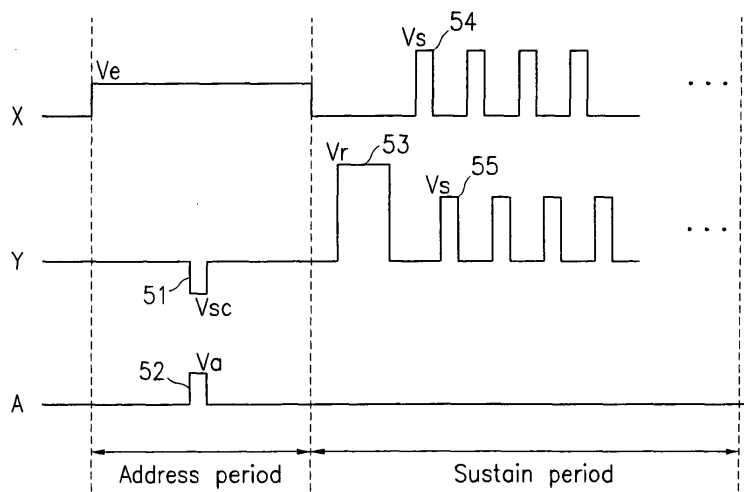 Vs 54
Ve
X
Vr 53
Vs 55
Y
51
Vsc
Va
52
A
Address period
Sustain period